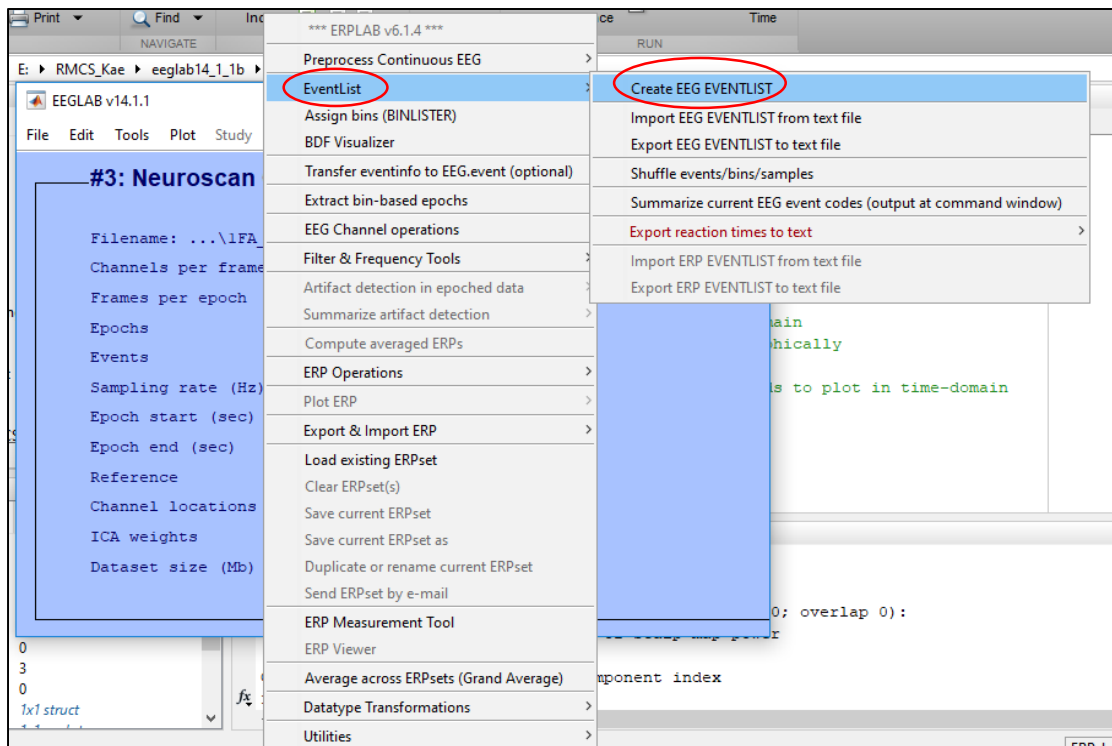 Print
Find
NAVIGATE
ce
RUN
Time
E: RMCS_Kae eeglab14_1_1b
EEGLAB v14.1.1
File Edit Tools Plot Study
#3: Neuroscan
Filename: ...\1FA_
Channels per frame
Frames per epoch
Epochs
Events
Sampling rate (Hz)
Epoch start (sec)
Epoch end (sec)
Reference
Channel locations
ICA weights
Dataset size (Mb)
*** ERPLAB v6.1.4 ***
Preprocess Continuous EEG
EventList
Assign bins (BINLISTER)
BDF Visualizer
Transfer eventinfo to EEG.event (optional)
Extract bin-based epochs
EEG Channel operations
Filter & Frequency Tools
Artifact detection in epoched data
Summarize artifact detection
Compute averaged ERPs
ERP Operations
Plot ERP
Export & Import ERP
Load existing ERPset
Clear ERPset(s)
Save current ERPset
Save current ERPset as
Duplicate or rename current ERPset
Send ERPset by e-mail
ERP Measurement Tool
ERP Viewer
Average across ERPsets (Grand Average)
Datatype Transformations
Utilities
Create EEG EVENTLIST
Import EEG EVENTLIST from text file
Export EEG EVENTLIST to text file
Shuffle events/bins/samples
Summarize current EEG event codes (output at command window)
Export reaction times to text
Import ERP EVENTLIST from text file
Export ERP EVENTLIST to text file
main
hically
ds to plot in time-domain
0; overlap 0):
mponent index
0
3
0
1x1 struct
fx